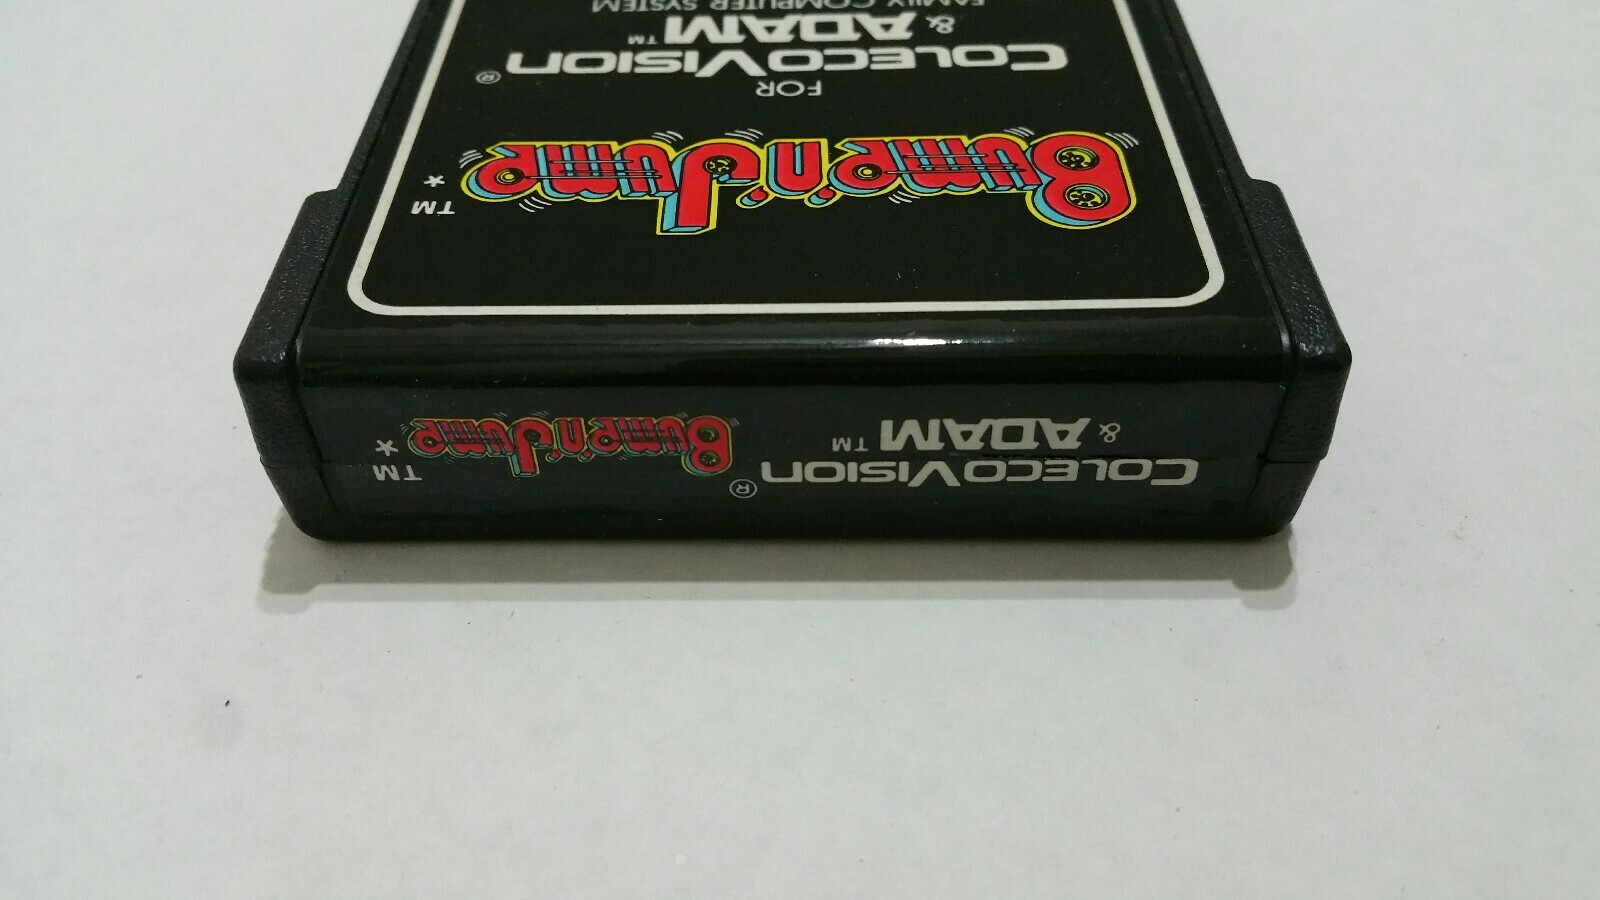 Bump'n'Jump ™ *
FOR
COLECOVISION®
& ADAM™
FAMILY COMPUTER SYSTEM
COLECOVISION®
& ADAM™
Bump'n'Jump ™ *